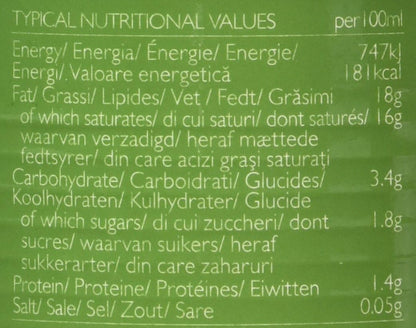 TYPICAL NUTRITIONAL VALUES per 100ml
Energy/ Energia/ Énergie/ Energie/ 747kJ
Energi/. Valoare energetică 181kcal
Fat/ Grassi/ Lipides/ Vet / Fedt/ Grăsimi 18g
of which saturates/ di cui saturi/ dont saturés/ 16g
waarvan verzadigd/ heraf mættede
fedtsyrer/ din care acizi grași saturați
Carbohydrate/ Carboidrati/ Glucides/ 3.4g
Koolhydraten/ Kulhydrater/ Glucide
of which sugars/ di cui zuccheri/ dont 1.8g
sucres/ waarvan suikers/ heraf
sukkerarter/ din care zaharuri
Protein/ Proteine/ Protéines/ Eiwitten 1.4g
Salt/ Sale/ Sel/ Zout/ Sare 0.05g